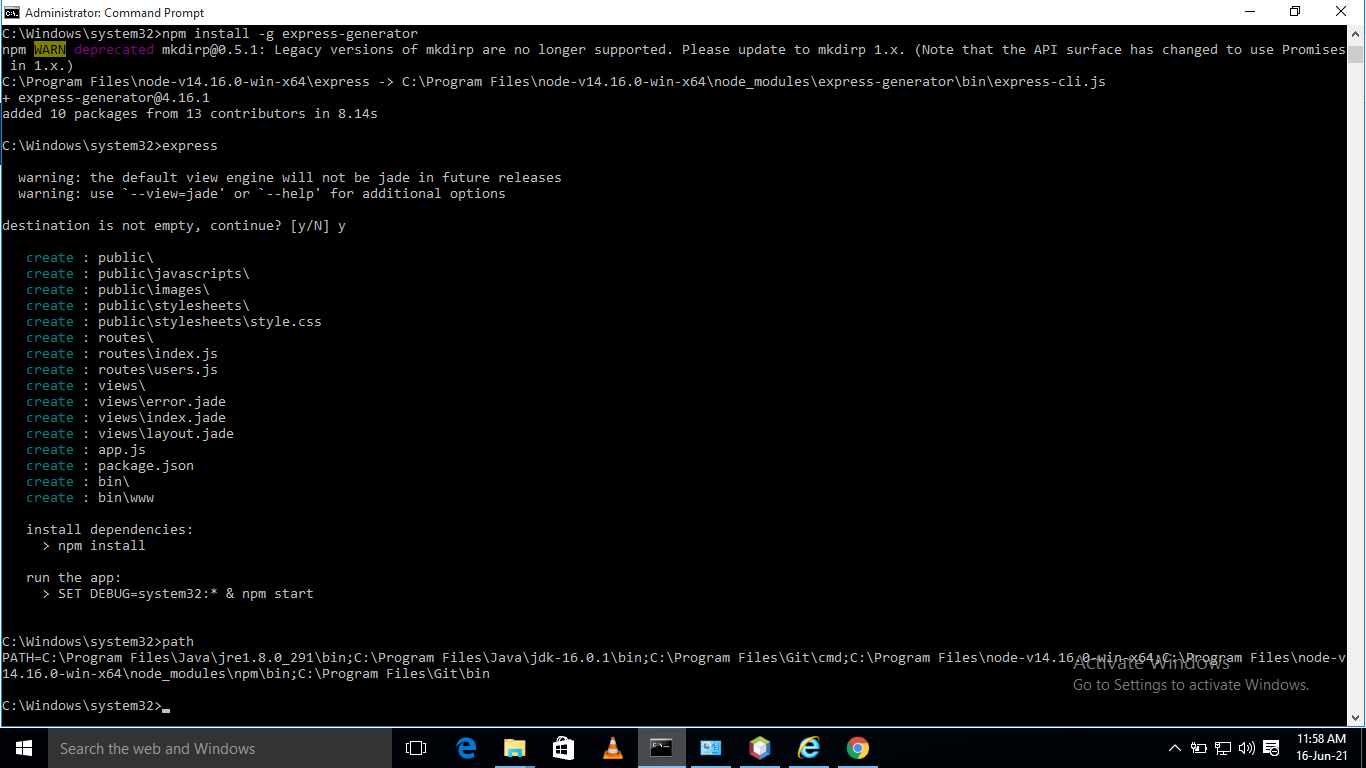 Administrator: Command Prompt
C:\Windows\system32>npm install -g express-generator
npm WARN deprecated mkdirp@0.5.1: Legacy versions of mkdirp are no longer supported. Please update to mkdirp 1.x. (Note that the API surface has changed to use Promises
in 1.x.)
C:\Program Files\node-v14.16.0-win-x64\express -> C:\Program Files\node-v14.16.0-win-x64\node_modules\express-generator\bin\express-cli.js
+ express-generator@4.16.1
added 10 packages from 13 contributors in 8.14s
C:\Windows\system32>express
warning: the default view engine will not be jade in future releases
warning: use `--view=jade' or `--help' for additional options
destination is not empty, continue? [y/N] y
create : public\
create : public\javascripts\
create : public\images\
create : public\stylesheets\
create : public\stylesheets\style.css
create : routes\
create : routes\index.js
create : routes\users.js
create : views\
create : views\error.jade
create : views\index.jade
create : views\layout.jade
create : app.js
create : package.json
create : bin\
create : bin\www
install dependencies:
> npm install
run the app:
> SET DEBUG=system32:* & npm start
C:\Windows\system32>path
PATH=C:\Program Files\Java\jre1.8.0_291\bin;C:\Program Files\Java\jdk-16.0.1\bin;C:\Program Files\Git\cmd;C:\Program Files\node-v14.16.0-win-x64;C:\Program Files\node-v
14.16.0-win-x64\node_modules\npm\bin;C:\Program Files\Git\bin
Activate Windows
Go to Settings to activate Windows.
C:\Windows\system32>
Search the web and Windows
11:58 AM
16-Jun-21